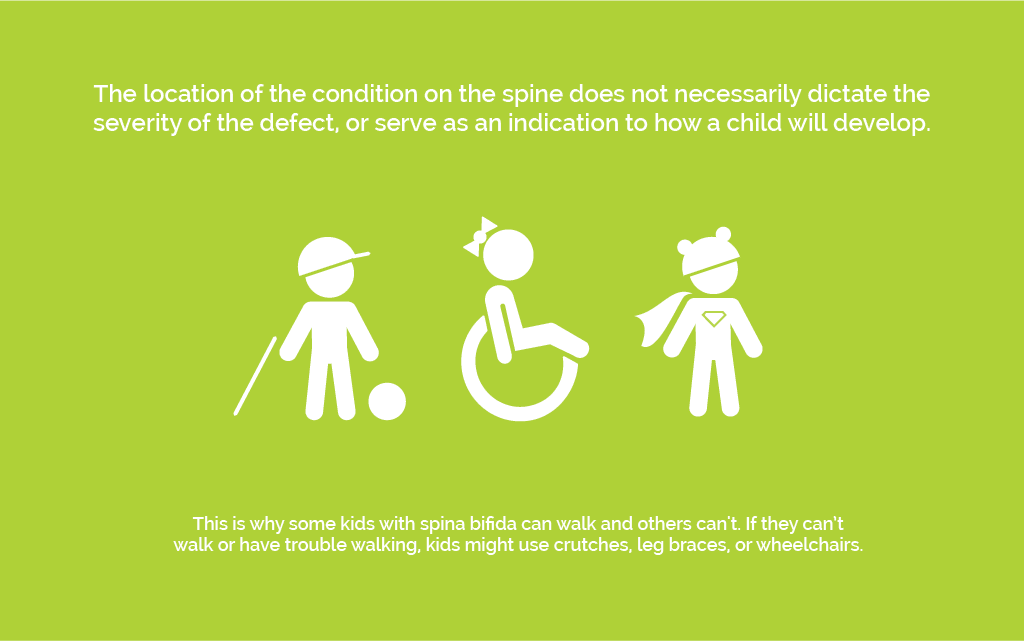 The location of the condition on the spine does not necessarily dictate the
severity of the defect, or serve as an indication to how a child will develop.
This is why some kids with spina bifida can walk and others can't. If they can’t
walk or have trouble walking, kids might use crutches, leg braces, or wheelchairs.